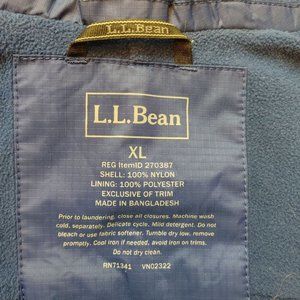 L.L.Bean
L.L.Bean
XL
REG ItemID 270387
SHELL: 100% NYLON
LINING: 100% POLYESTER
EXCLUSIVE OF TRIM
MADE IN BANGLADESH
Prior to laundering, close all closures. Machine wash
cold, separately. Delicate cycle. Mild detergent. Do not
bleach or use fabric softener. Tumble dry low, remove
promptly. Cool iron if needed, avoid iron on trims.
Do not dry clean.
RN71341 VN02322